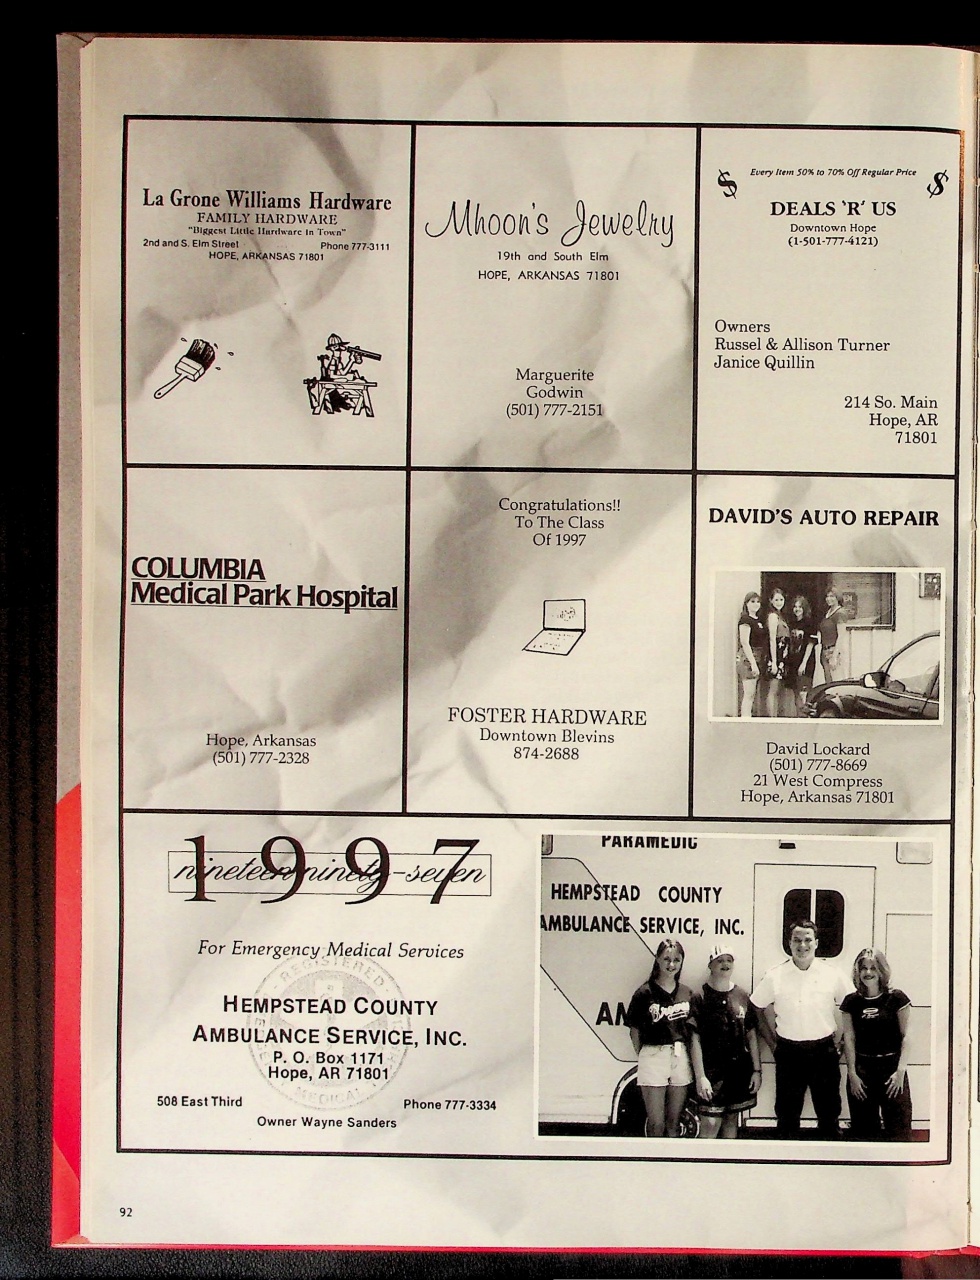 La Grone Williams Hardware
FAMILY HARDWARE
"Biggest Little Hardware In Town"
2nd and S. Elm Street Phone 777-3111
HOPE, ARKANSAS 71801
Mhoon's Jewelry
19th and South Elm
HOPE, ARKANSAS 71801
Marguerite
Godwin
(501) 777-2151
$ Every Item 50% to 70% Off Regular Price $
DEALS 'R' US
Downtown Hope
(1-501-777-4121)
Owners
Russel & Allison Turner
Janice Quillin
214 So. Main
Hope, AR
71801
COLUMBIA
Medical Park Hospital
Hope, Arkansas
(501) 777-2328
Congratulations!!
To The Class
Of 1997
FOSTER HARDWARE
Downtown Blevins
874-2688
DAVID'S AUTO REPAIR
David Lockard
(501) 777-8669
21 West Compress
Hope, Arkansas 71801
1997
nineteen ninety-seven
For Emergency Medical Services
REGISTERED
HEMPSTEAD COUNTY
AMBULANCE SERVICE, INC.
P. O. Box 1171
Hope, AR 71801
MEDICAL
508 East Third Phone 777-3334
Owner Wayne Sanders
PARAMEDIC
HEMPSTEAD COUNTY
AMBULANCE SERVICE, INC.
AM
92